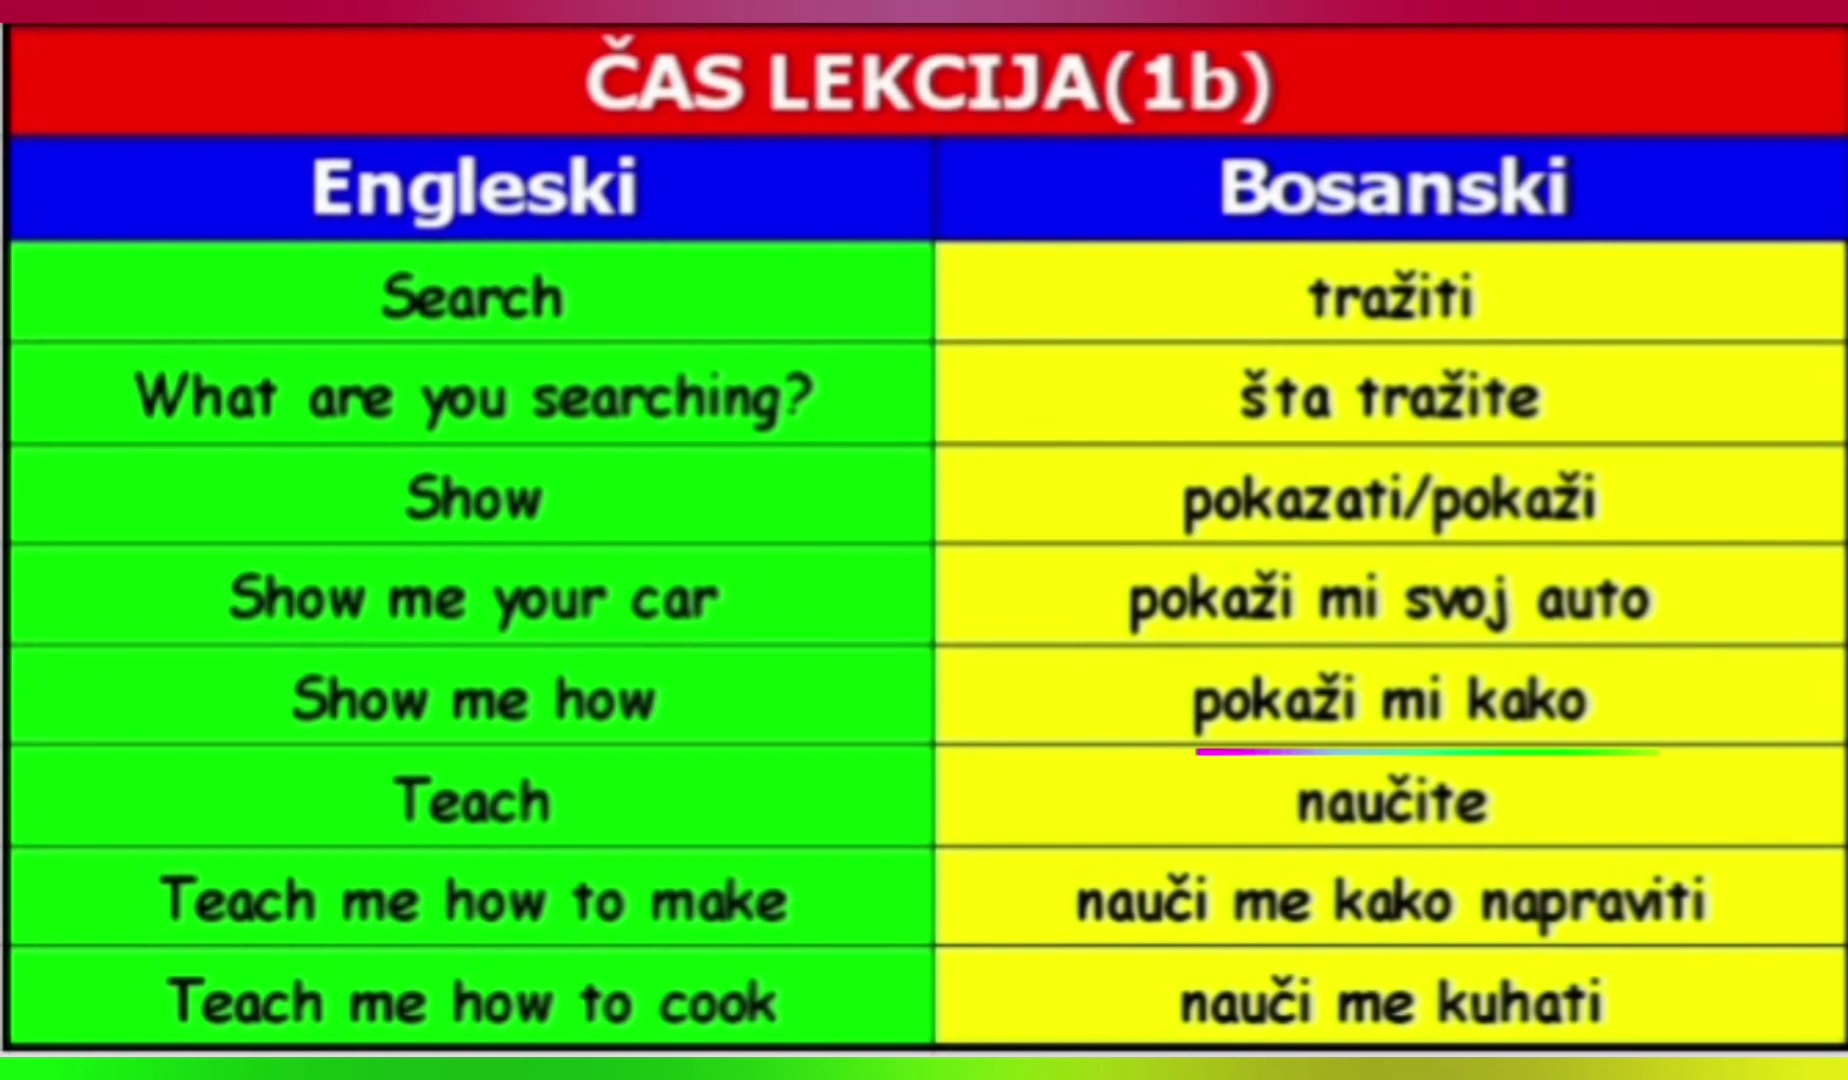 ČAS LEKCIJA(1b)
Engleski Bosanski
Search tražiti
What are you searching? šta tražite
Show pokazati/pokaži
Show me your car pokaži mi svoj auto
Show me how pokaži mi kako
Teach naučite
Teach me how to make nauči me kako napraviti
Teach me how to cook nauči me kuhati